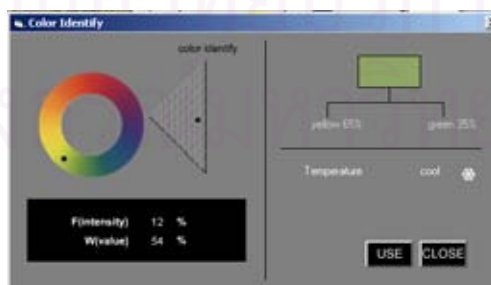 Color Identify
color identify
F(intensity) 12 %
W(value) 54 %
yellow 65%
green 35%
Temperature cool
USE CLOSE